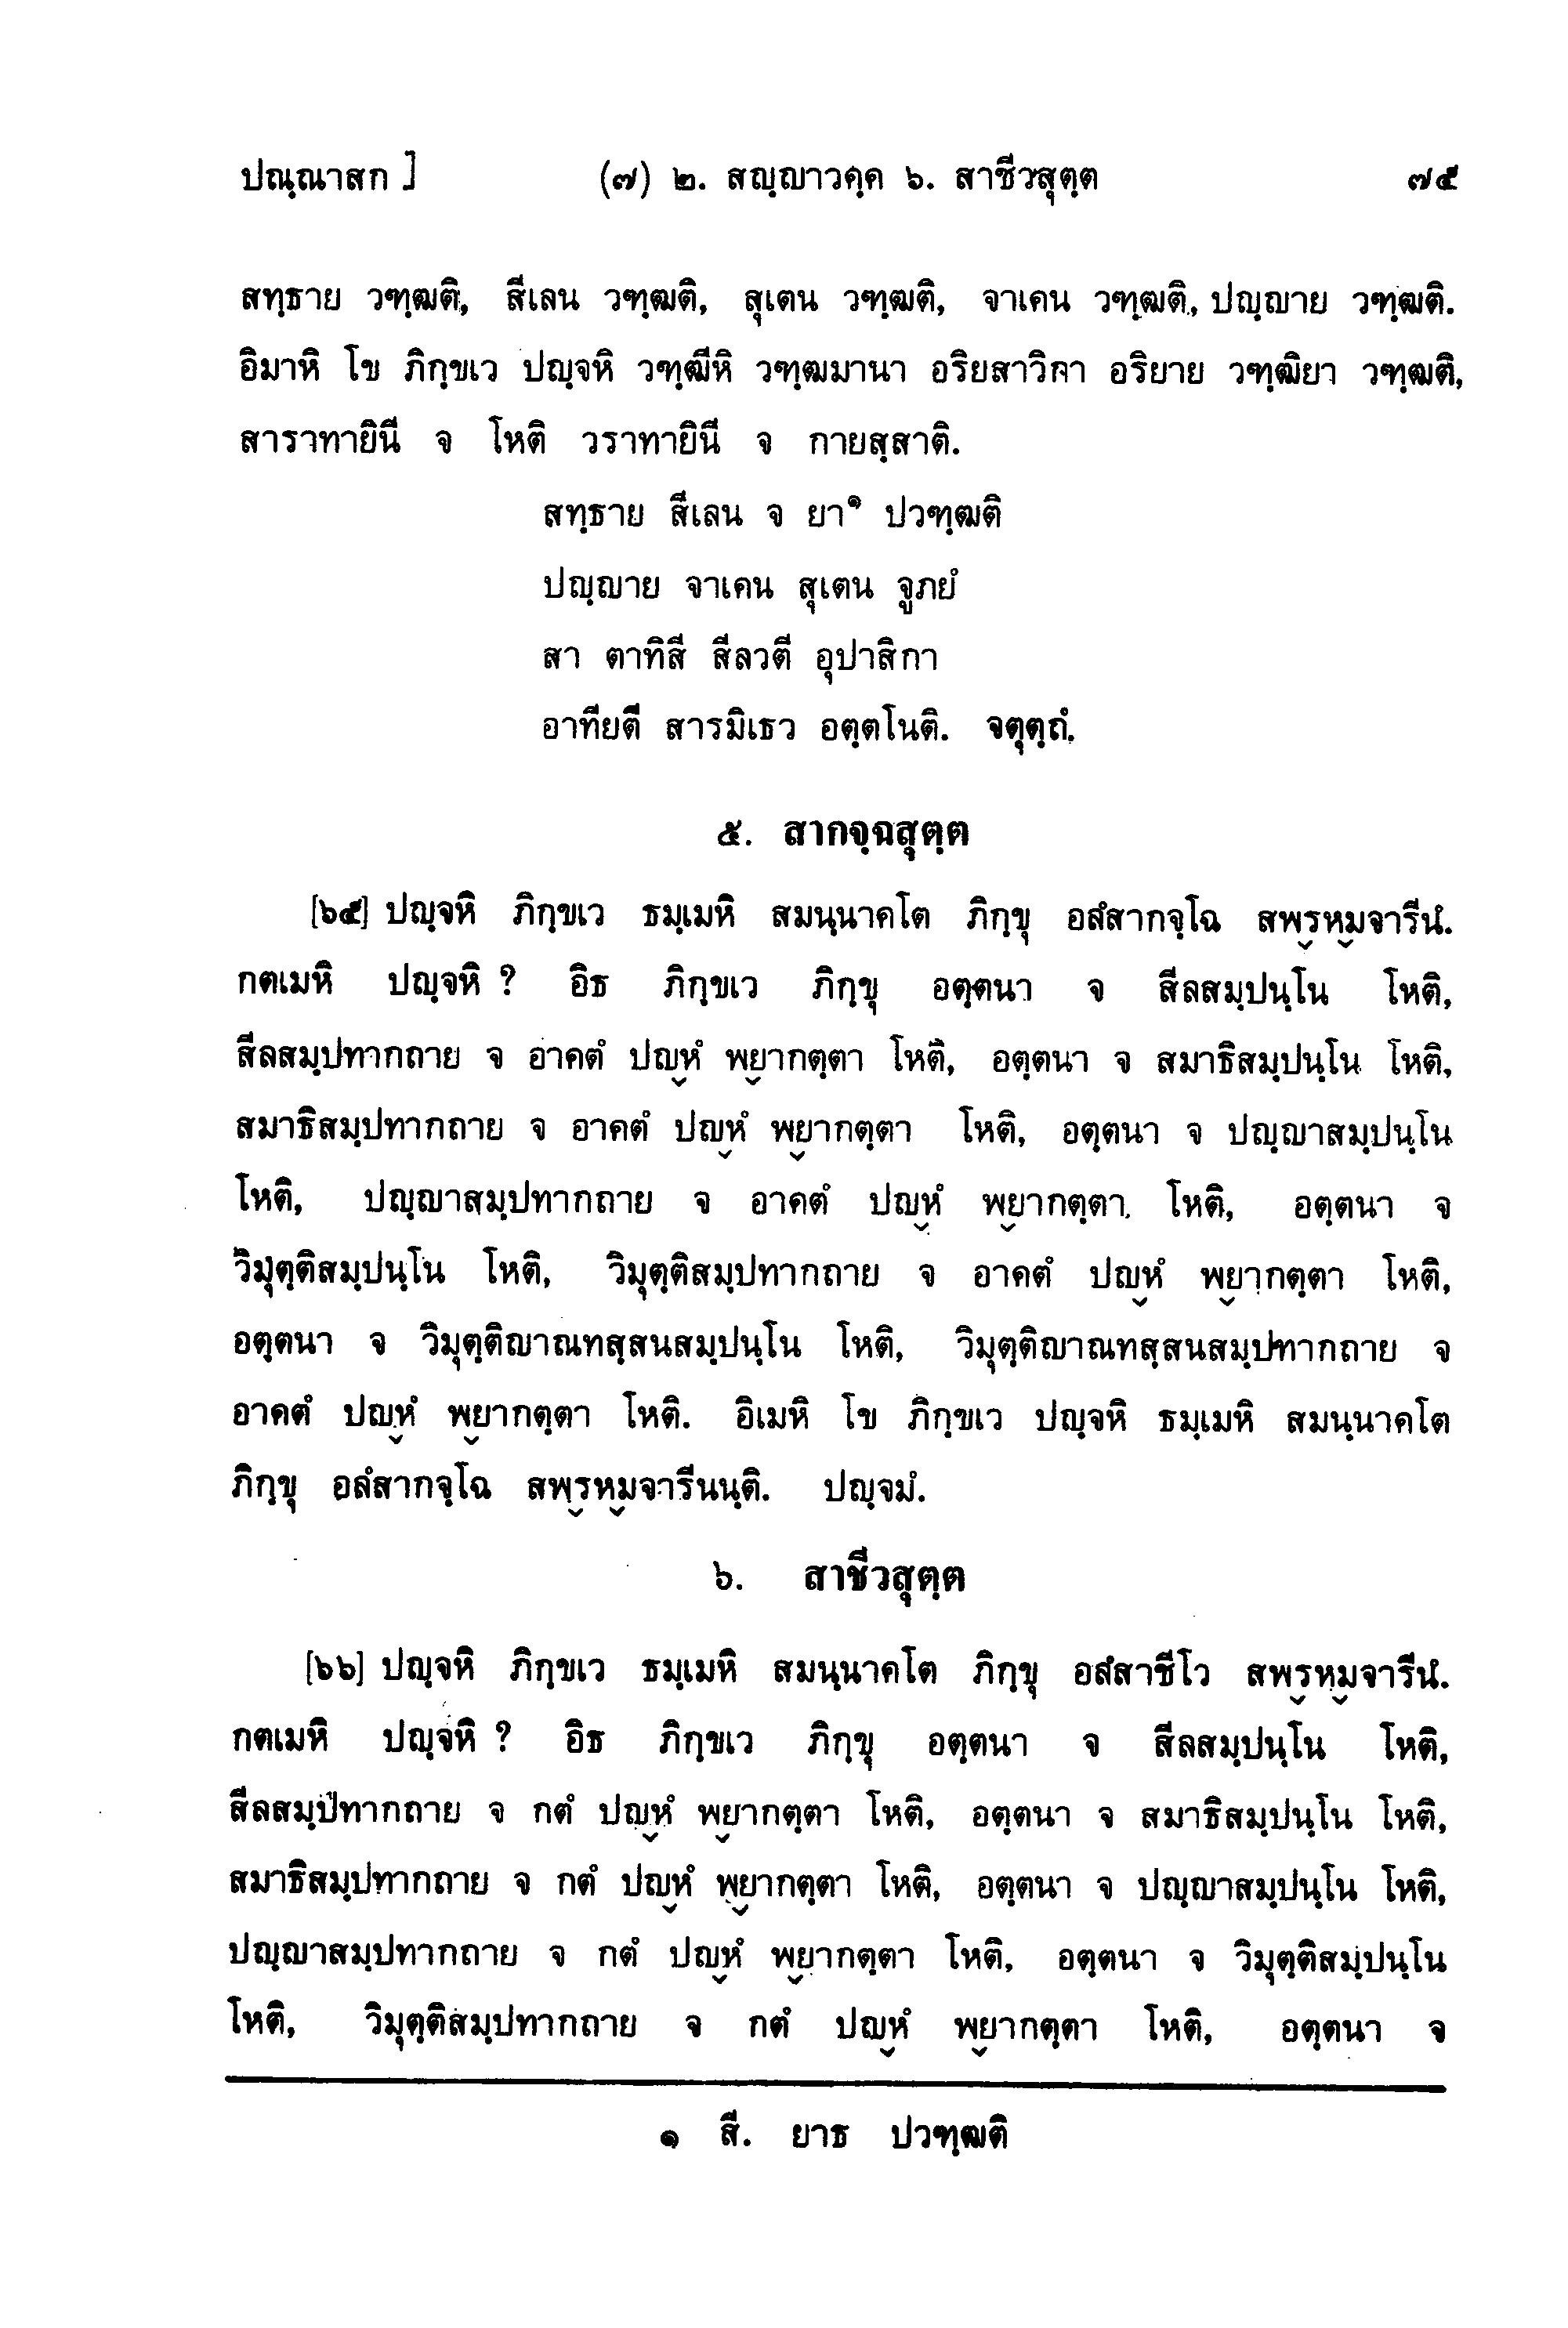 ปณฺณาสก ] (๗) ๒. สญฺญาวคฺค ๖. สาชีวสุตฺต ๗๕
สทฺธาย วฑฺฒติ, สีเลน วฑฺฒติ, สุเตน วฑฺฒติ, จาเคน วฑฺฒติ, ปญฺญาย วฑฺฒติ.
อิมาหิ โข ภิกฺขเว ปญฺจหิ วฑฺฒีหิ วฑฺฒมานา อริยสาวิกา อริยาย วฑฺฒิยา วฑฺฒติ,
สาราทายินี จ โหติ วราทายินี จ กายสฺสาติ.
สทฺธาย สีเลน จ ยา๑ ปวฑฺฒติ
ปญฺญาย จาเคน สุเตน จูภยํ
สา ตาทิสี สีลวตี อุปาสิกา
อาทียตี สารมิเธว อตฺตโนติ. จตุตฺถํ.
๕. สากจฺฉสุตฺต
[๖๕] ปญฺจหิ ภิกฺขเว ธมฺเมหิ สมนฺนาคโต ภิกฺขุ อลํสากจฺโฉ สพฺร๎หฺม๎จารีนํ.
กตเมหิ ปญฺจหิ ? อิธ ภิกฺขเว ภิกฺขุ อตฺตนา จ สีลสมฺปนฺโน โหติ,
สีลสมฺปทากถาย จ อาคตํ ปญฺห๎ํ พฺย๎ากตฺตา โหติ, อตฺตนา จ สมาธิสมฺปนฺโน โหติ,
สมาธิสมฺปทากถาย จ อาคตํ ปญฺห๎ํ พฺย๎ากตฺตา โหติ, อตฺตนา จ ปญฺญาสมฺปนฺโน
โหติ, ปญฺญาสมฺปทากถาย จ อาคตํ ปญฺห๎ํ พฺย๎ากตฺตา โหติ, อตฺตนา จ
วิมุตฺติสมฺปนฺโน โหติ, วิมุตฺติสมฺปทากถาย จ อาคตํ ปญฺห๎ํ พฺย๎ากตฺตา โหติ,
อตฺตนา จ วิมุตฺติญาณทสฺสนสมฺปนฺโน โหติ, วิมุตฺติญาณทสฺสนสมฺปทากถาย จ
อาคตํ ปญฺห๎ํ พฺย๎ากตฺตา โหติ. อิเมหิ โข ภิกฺขเว ปญฺจหิ ธมฺเมหิ สมนฺนาคโต
ภิกฺขุ อลํสากจฺโฉ สพฺร๎หฺม๎จารีนนฺติ. ปญฺจมํ.
๖. สาชีวสุตฺต
[๖๖] ปญฺจหิ ภิกฺขเว ธมฺเมหิ สมนฺนาคโต ภิกฺขุ อลํสาชีโว สพฺร๎หฺม๎จารีนํ.
กตเมหิ ปญฺจหิ ? อิธ ภิกฺขเว ภิกฺขุ อตฺตนา จ สีลสมฺปนฺโน โหติ,
สีลสมฺปทากถาย จ กตํ ปญฺห๎ํ พฺย๎ากตฺตา โหติ, อตฺตนา จ สมาธิสมฺปนฺโน โหติ,
สมาธิสมฺปทากถาย จ กตํ ปญฺห๎ํ พฺย๎ากตฺตา โหติ, อตฺตนา จ ปญฺญาสมฺปนฺโน โหติ,
ปญฺญาสมฺปทากถาย จ กตํ ปญฺห๎ํ พฺย๎ากตฺตา โหติ, อตฺตนา จ วิมุตฺติสมฺปนฺโน
โหติ, วิมุตฺติสมฺปทากถาย จ กตํ ปญฺห๎ํ พฺย๎ากตฺตา โหติ, อตฺตนา จ
๑ สี. ยาธ ปวฑฺฒติ